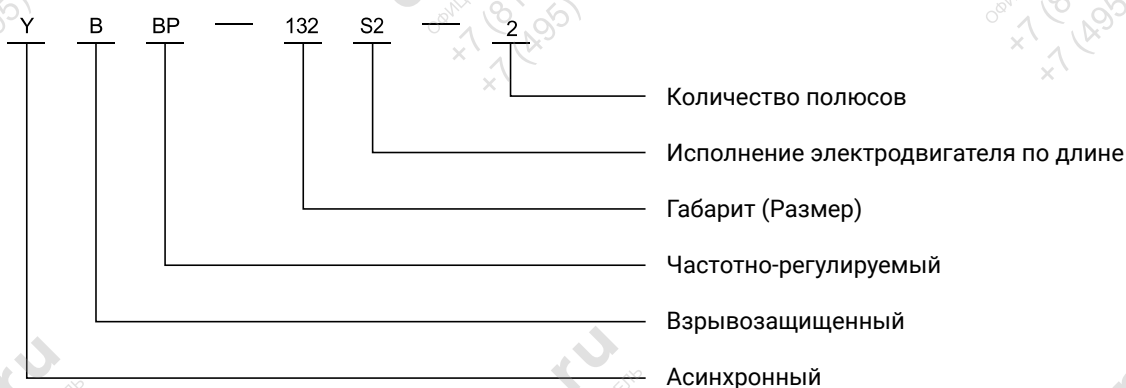 Y B BP — 132 S2 — 2
Количество полюсов
Исполнение электродвигателя по длине
Габарит (Размер)
Частотно-регулируемый
Взрывозащищенный
Асинхронный